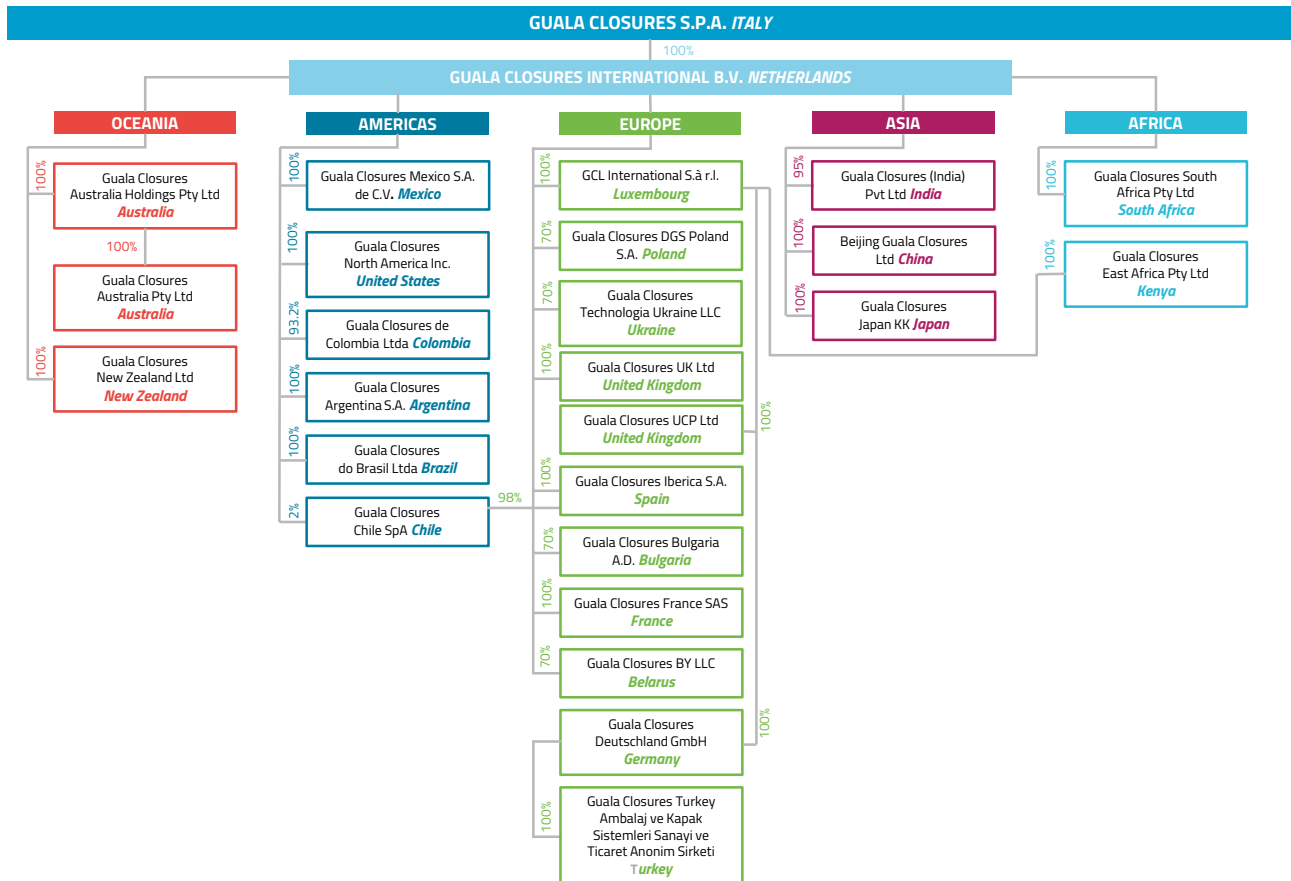 GUALA CLOSURES S.P.A. ITALY
100%
GUALA CLOSURES INTERNATIONAL B.V. NETHERLANDS
OCEANIA
100%
Guala Closures
Australia Holdings Pty Ltd
Australia
100%
Guala Closures
Australia Pty Ltd
Australia
100%
Guala Closures
New Zealand Ltd
New Zealand
AMERICAS
100%
Guala Closures Mexico S.A.
de C.V. Mexico
100%
Guala Closures
North America Inc.
United States
93.2%
Guala Closures de
Colombia Ltda Colombia
100%
Guala Closures
Argentina S.A. Argentina
100%
Guala Closures
do Brasil Ltda Brazil
2%
Guala Closures
Chile SpA Chile
98%
EUROPE
100%
GCL International S.à r.l.
Luxembourg
70%
Guala Closures DGS Poland
S.A. Poland
70%
Guala Closures
Technologia Ukraine LLC
Ukraine
100%
Guala Closures UK Ltd
United Kingdom
Guala Closures UCP Ltd
United Kingdom
100%
100%
Guala Closures Iberica S.A.
Spain
70%
Guala Closures Bulgaria
A.D. Bulgaria
100%
Guala Closures France SAS
France
70%
Guala Closures BY LLC
Belarus
Guala Closures
Deutschland GmbH
Germany
100%
100%
Guala Closures Turkey
Ambalaj ve Kapak
Sistemleri Sanayi ve
Ticaret Anonim Sirketi
Turkey
ASIA
95%
Guala Closures (India)
Pvt Ltd India
100%
Beijing Guala Closures
Ltd China
100%
Guala Closures
Japan KK Japan
AFRICA
100%
Guala Closures South
Africa Pty Ltd
South Africa
100%
Guala Closures
East Africa Pty Ltd
Kenya